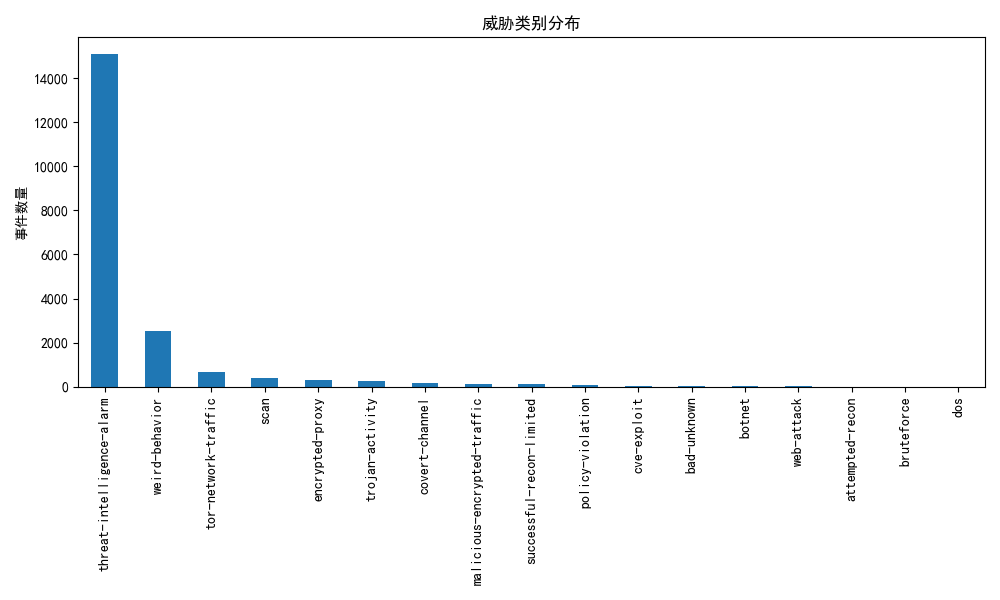 威胁类别分布
事件数量
14000
12000
10000
8000
6000
4000
2000
0
threat-intelligence-alarm
weird-behavior
tor-network-traffic
scan
encrypted-proxy
trojan-activity
covert-channel
malicious-encrypted-traffic
successful-recon-limited
policy-violation
cve-exploit
bad-unknown
botnet
web-attack
attempted-recon
bruteforce
dos